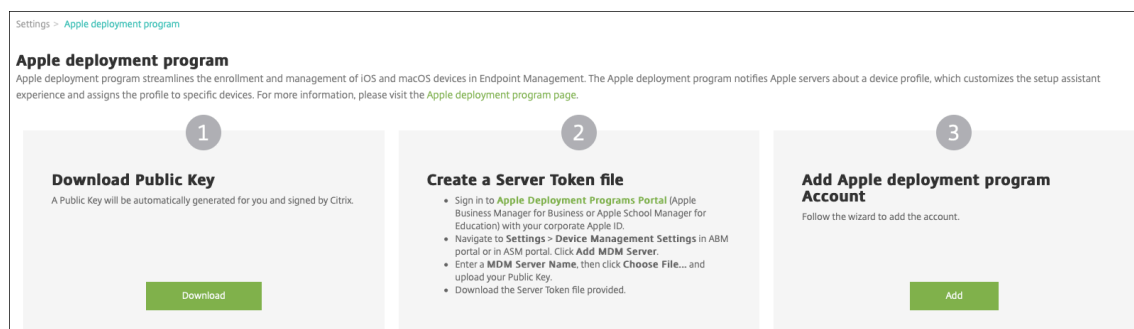 Settings > Apple deployment program
Apple deployment program
Apple deployment program streamlines the enrollment and management of iOS and macOS devices in Endpoint Management. The Apple deployment program notifies Apple servers about a device profile, which customizes the setup assistant
experience and assigns the profile to specific devices. For more information, please visit the Apple deployment program page.
1
Download Public Key
A Public Key will be automatically generated for you and signed by Citrix.
Download
2
Create a Server Token file
• Sign in to Apple Deployment Programs Portal (Apple
Business Manager for Business or Apple School Manager for
Education) with your corporate Apple ID.
• Navigate to Settings > Device Management Settings in ABM
portal or in ASM portal. Click Add MDM Server.
• Enter a MDM Server Name, then click Choose File... and
upload your Public Key.
• Download the Server Token file provided.
3
Add Apple deployment program
Account
Follow the wizard to add the account.
Add